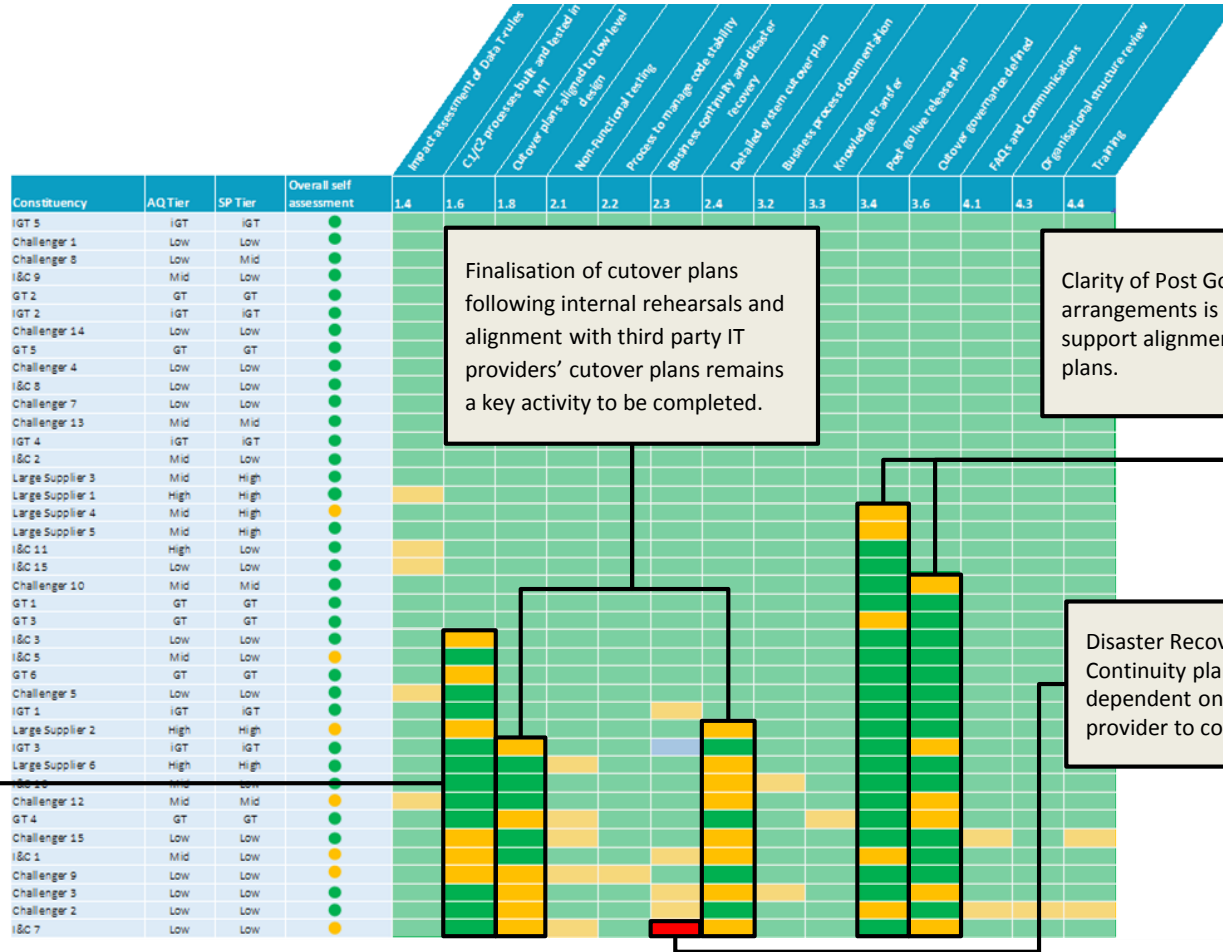 Impact assessment of Data T-rules
C1/C2 processes built and tested in
MT
Cutover plans aligned to Low level
design
Non-Functional testing
Process to manage code stability
Business continuity and disaster
recovery
Detailed system cutover plan
Business process documentation
Knowledge transfer
Post go live release plan
Cutover governance defined
FAQs and Communications
Organisational structure review
Training
Constituency AQ Tier SP Tier Overall self assessment 1.4 1.6 1.8 2.1 2.2 2.3 2.4 3.2 3.3 3.4 3.6 4.1 4.3 4.4
IGT 5 iGT iGT
Challenger 1 Low Low
Challenger 8 Low Mid
I&C 9 Mid Low
GT 2 GT GT
IGT 2 iGT iGT
Challenger 14 Low Low
GT 5 GT GT
Challenger 4 Low Low
I&C 8 Low Low
Challenger 7 Low Low
Challenger 13 Mid Mid
IGT 4 iGT iGT
I&C 2 Mid Low
Large Supplier 3 Mid High
Large Supplier 1 High High
Large Supplier 4 Mid High
Large Supplier 5 Mid High
I&C 11 High Low
I&C 15 Low Low
Challenger 10 Mid Mid
GT 1 GT GT
GT 3 GT GT
I&C 3 Low Low
I&C 5 Mid Low
GT 6 GT GT
Challenger 5 Low Low
IGT 1 iGT iGT
Large Supplier 2 High High
IGT 3 iGT iGT
Large Supplier 6 High High
I&C Mid Low
Challenger 12 Mid Mid
GT 4 GT GT
Challenger 15 Low Low
I&C 1 Mid Low
Challenger 9 Low Low
Challenger 3 Low Low
Challenger 2 Low Low
I&C 7 Low Low
Finalisation of cutover plans
following internal rehearsals and
alignment with third party IT
providers’ cutover plans remains
a key activity to be completed.
Clarity of Post Go
arrangements is
support alignmen
plans.
Disaster Recov
Continuity pla
dependent on
provider to co